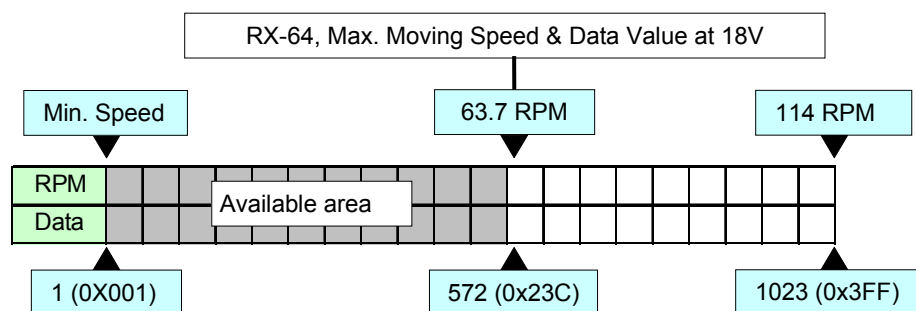 RX-64, Max. Moving Speed & Data Value at 18V
Min. Speed
63.7 RPM
114 RPM
RPM
Available area
Data
1 (0X001)
572 (0x23C)
1023 (0x3FF)